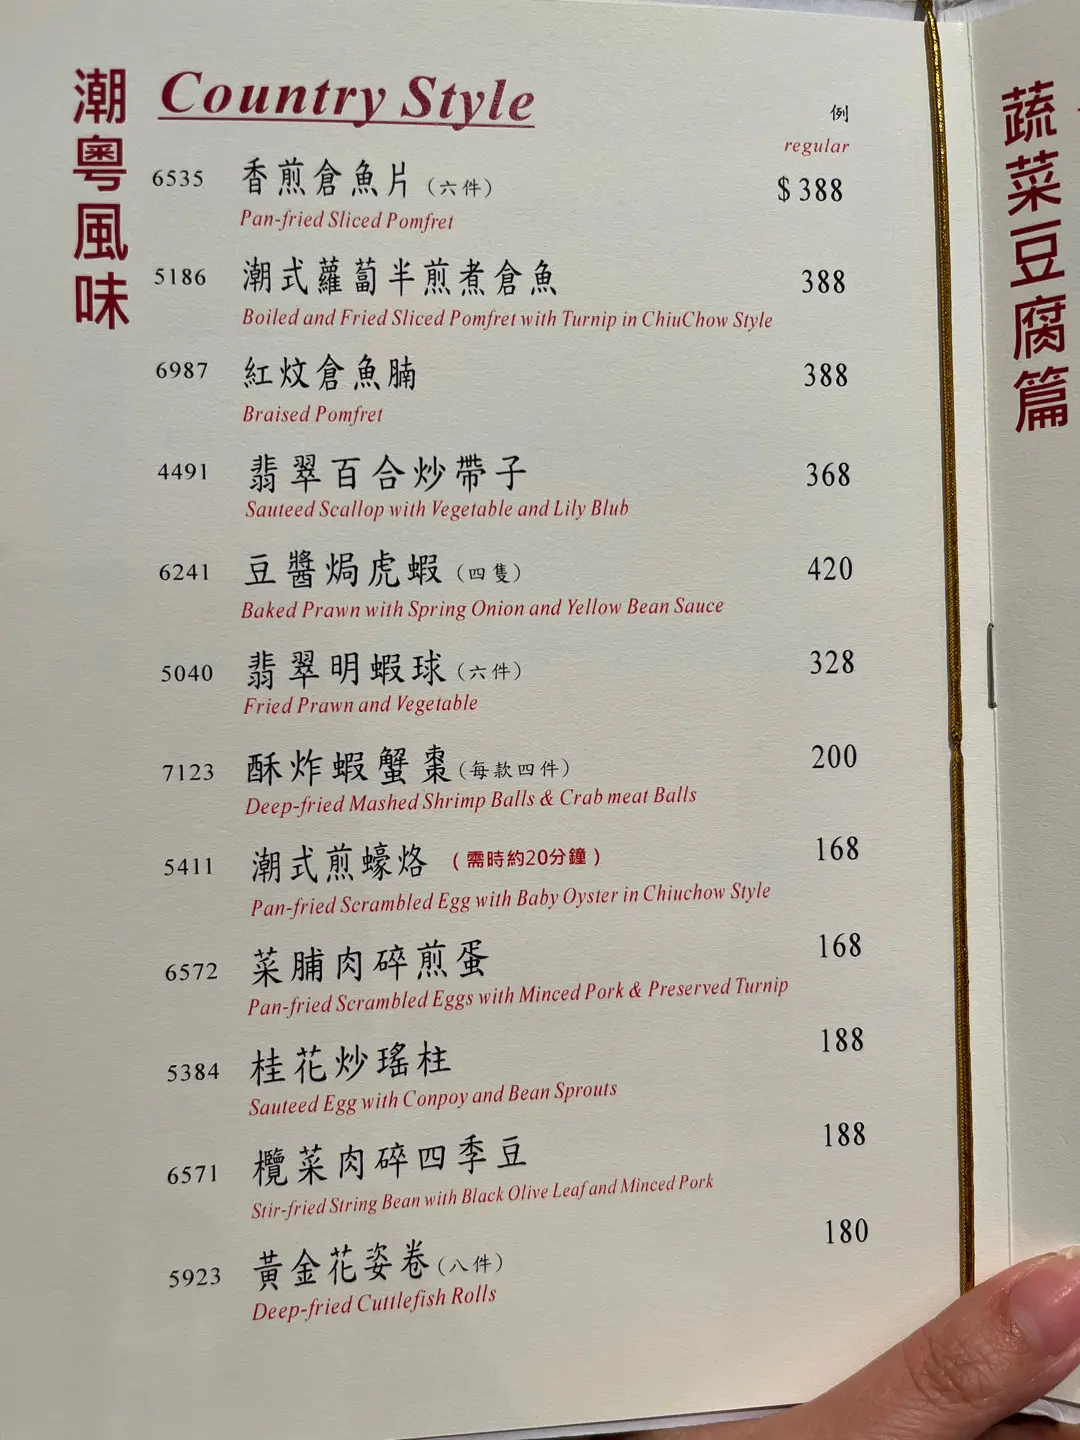 潮粤風味
Country Style
例
regular
6535 香煎倉魚片（六件） $ 388
Pan-fried Sliced Pomfret
5186 潮式蘿蔔半煎煮倉魚 388
Boiled and Fried Sliced Pomfret with Turnip in ChiuChow Style
6987 紅炆倉魚腩 388
Braised Pomfret
4491 翡翠百合炒帶子 368
Sauteed Scallop with Vegetable and Lily Blub
6241 豆醬焗虎蝦（四隻） 420
Baked Prawn with Spring Onion and Yellow Bean Sauce
5040 翡翠明蝦球（六件） 328
Fried Prawn and Vegetable
7123 酥炸蝦蟹棗（每款四件） 200
Deep-fried Mashed Shrimp Balls & Crab meat Balls
5411 潮式煎蠔烙 （需時約20分鐘） 168
Pan-fried Scrambled Egg with Baby Oyster in Chiuchow Style
6572 菜脯肉碎煎蛋 168
Pan-fried Scrambled Eggs with Minced Pork & Preserved Turnip
5384 桂花炒瑤柱 188
Sauteed Egg with Conpoy and Bean Sprouts
6571 欖菜肉碎四季豆 188
Stir-fried String Bean with Black Olive Leaf and Minced Pork
5923 黃金花姿卷（八件） 180
Deep-fried Cuttlefish Rolls
蔬菜豆腐篇